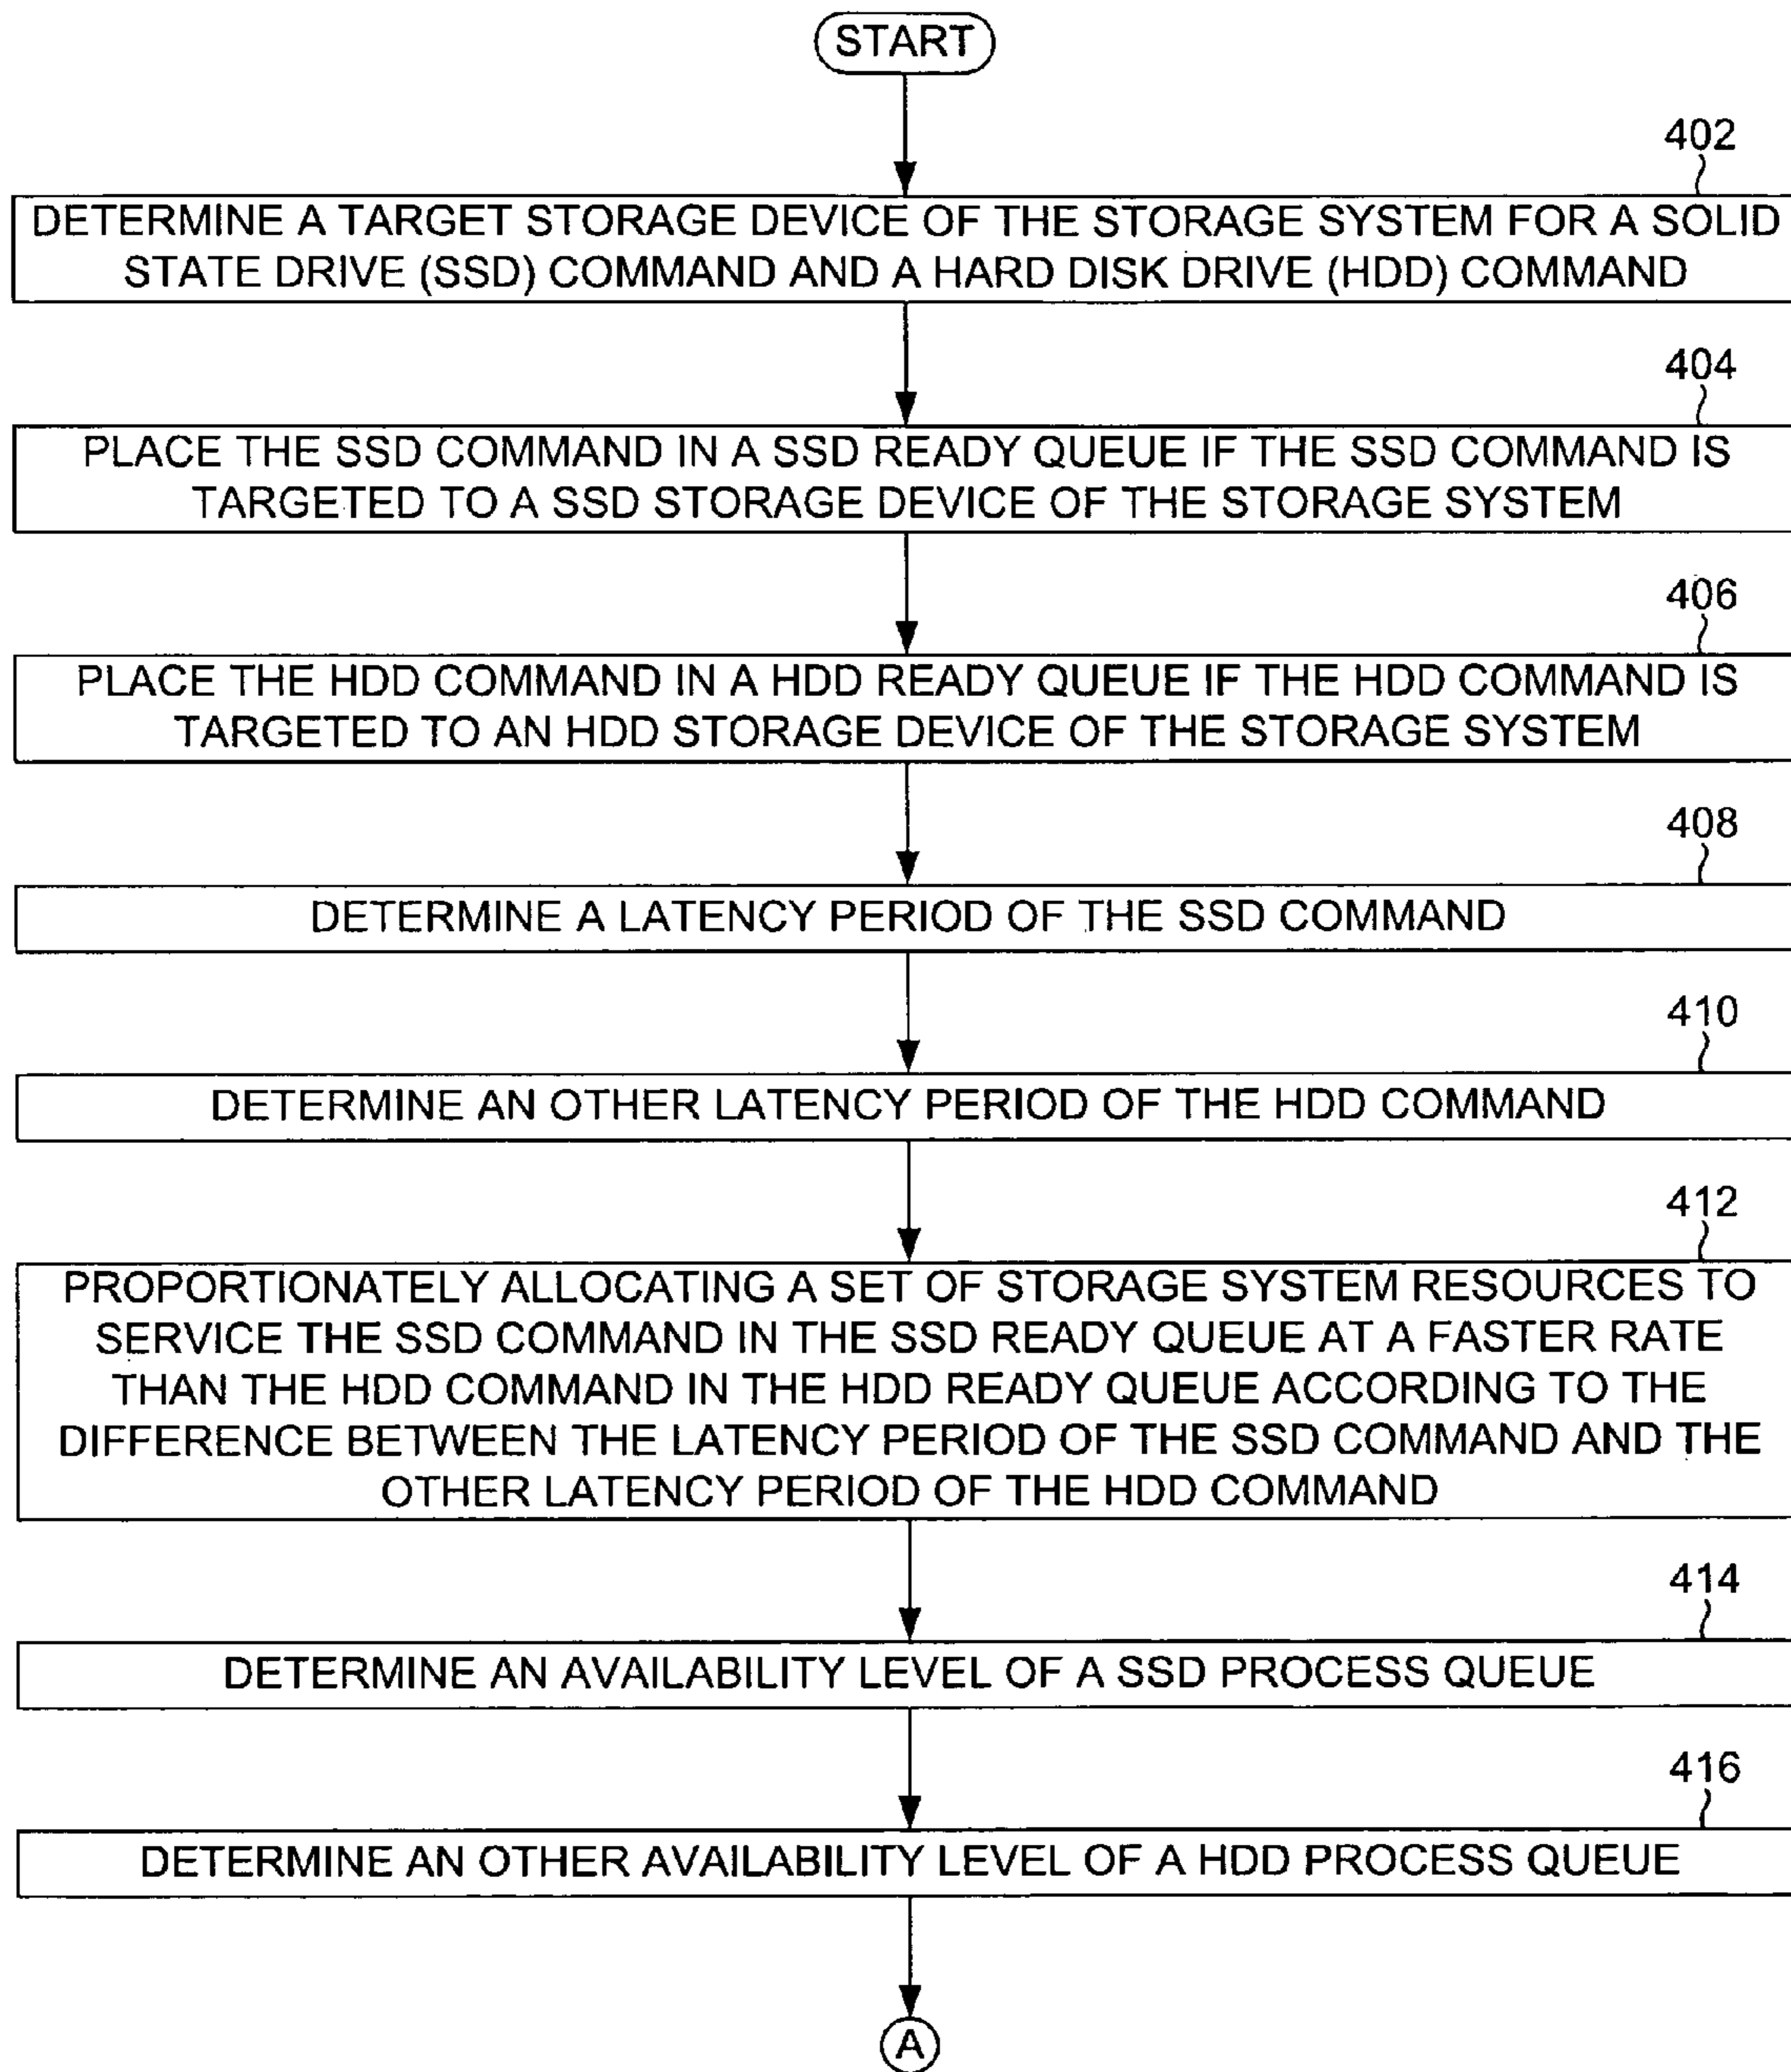 START
402
DETERMINE A TARGET STORAGE DEVICE OF THE STORAGE SYSTEM FOR A SOLID
STATE DRIVE (SSD) COMMAND AND A HARD DISK DRIVE (HDD) COMMAND
404
PLACE THE SSD COMMAND IN A SSD READY QUEUE IF THE SSD COMMAND IS
TARGETED TO A SSD STORAGE DEVICE OF THE STORAGE SYSTEM
406
PLACE THE HDD COMMAND IN A HDD READY QUEUE IF THE HDD COMMAND IS
TARGETED TO AN HDD STORAGE DEVICE OF THE STORAGE SYSTEM
408
DETERMINE A LATENCY PERIOD OF THE SSD COMMAND
410
DETERMINE AN OTHER LATENCY PERIOD OF THE HDD COMMAND
412
PROPORTIONATELY ALLOCATING A SET OF STORAGE SYSTEM RESOURCES TO
SERVICE THE SSD COMMAND IN THE SSD READY QUEUE AT A FASTER RATE
THAN THE HDD COMMAND IN THE HDD READY QUEUE ACCORDING TO THE
DIFFERENCE BETWEEN THE LATENCY PERIOD OF THE SSD COMMAND AND THE
OTHER LATENCY PERIOD OF THE HDD COMMAND
414
DETERMINE AN AVAILABILITY LEVEL OF A SSD PROCESS QUEUE
416
DETERMINE AN OTHER AVAILABILITY LEVEL OF A HDD PROCESS QUEUE
A